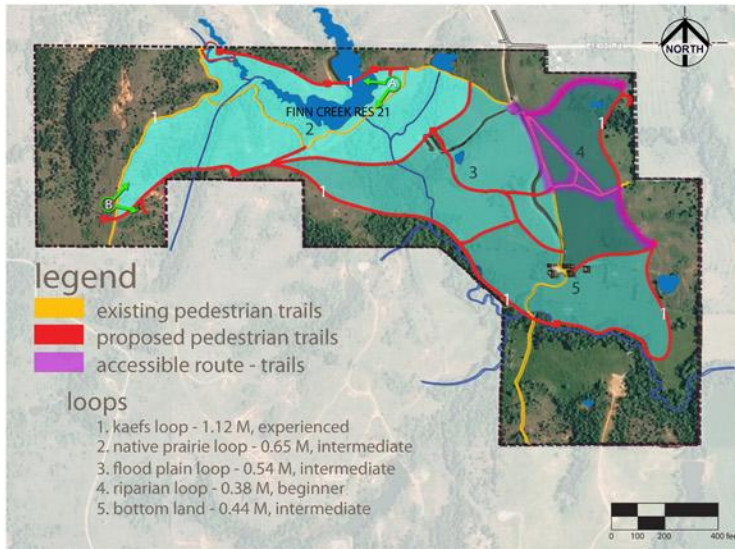 NORTH
1
A
FINN CREEK RES 21
1
2
4
1
3
B
1
1
5
1
legend
existing pedestrian trails
proposed pedestrian trails
accessible route - trails
loops
1. kaefs loop - 1.12 M, experienced
2. native prairie loop - 0.65 M, intermediate
3. flood plain loop - 0.54 M, intermediate
4. riparian loop - 0.38 M, beginner
5. bottom land - 0.44 M, intermediate
0 100 200 400 feet